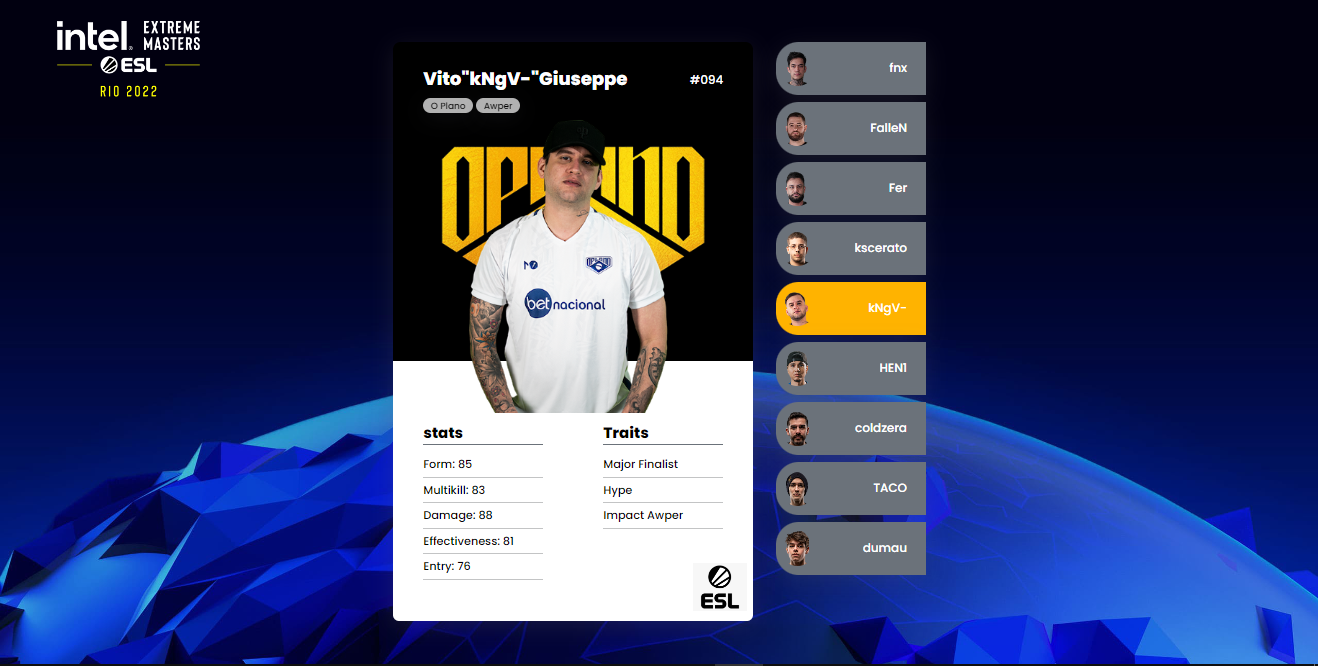 intel. EXTREME
MASTERS
ESL
RIO 2022
Vito"kNgV-"Giuseppe
#094
O Plano
Awper
OPLANO
OPLANO
betnacional
stats
Form: 85
Multikill: 83
Damage: 88
Effectiveness: 81
Entry: 76
Traits
Major Finalist
Hype
Impact Awper
ESL
fnx
FalleN
Fer
kscerato
kNgV-
HEN1
coldzera
TACO
dumau